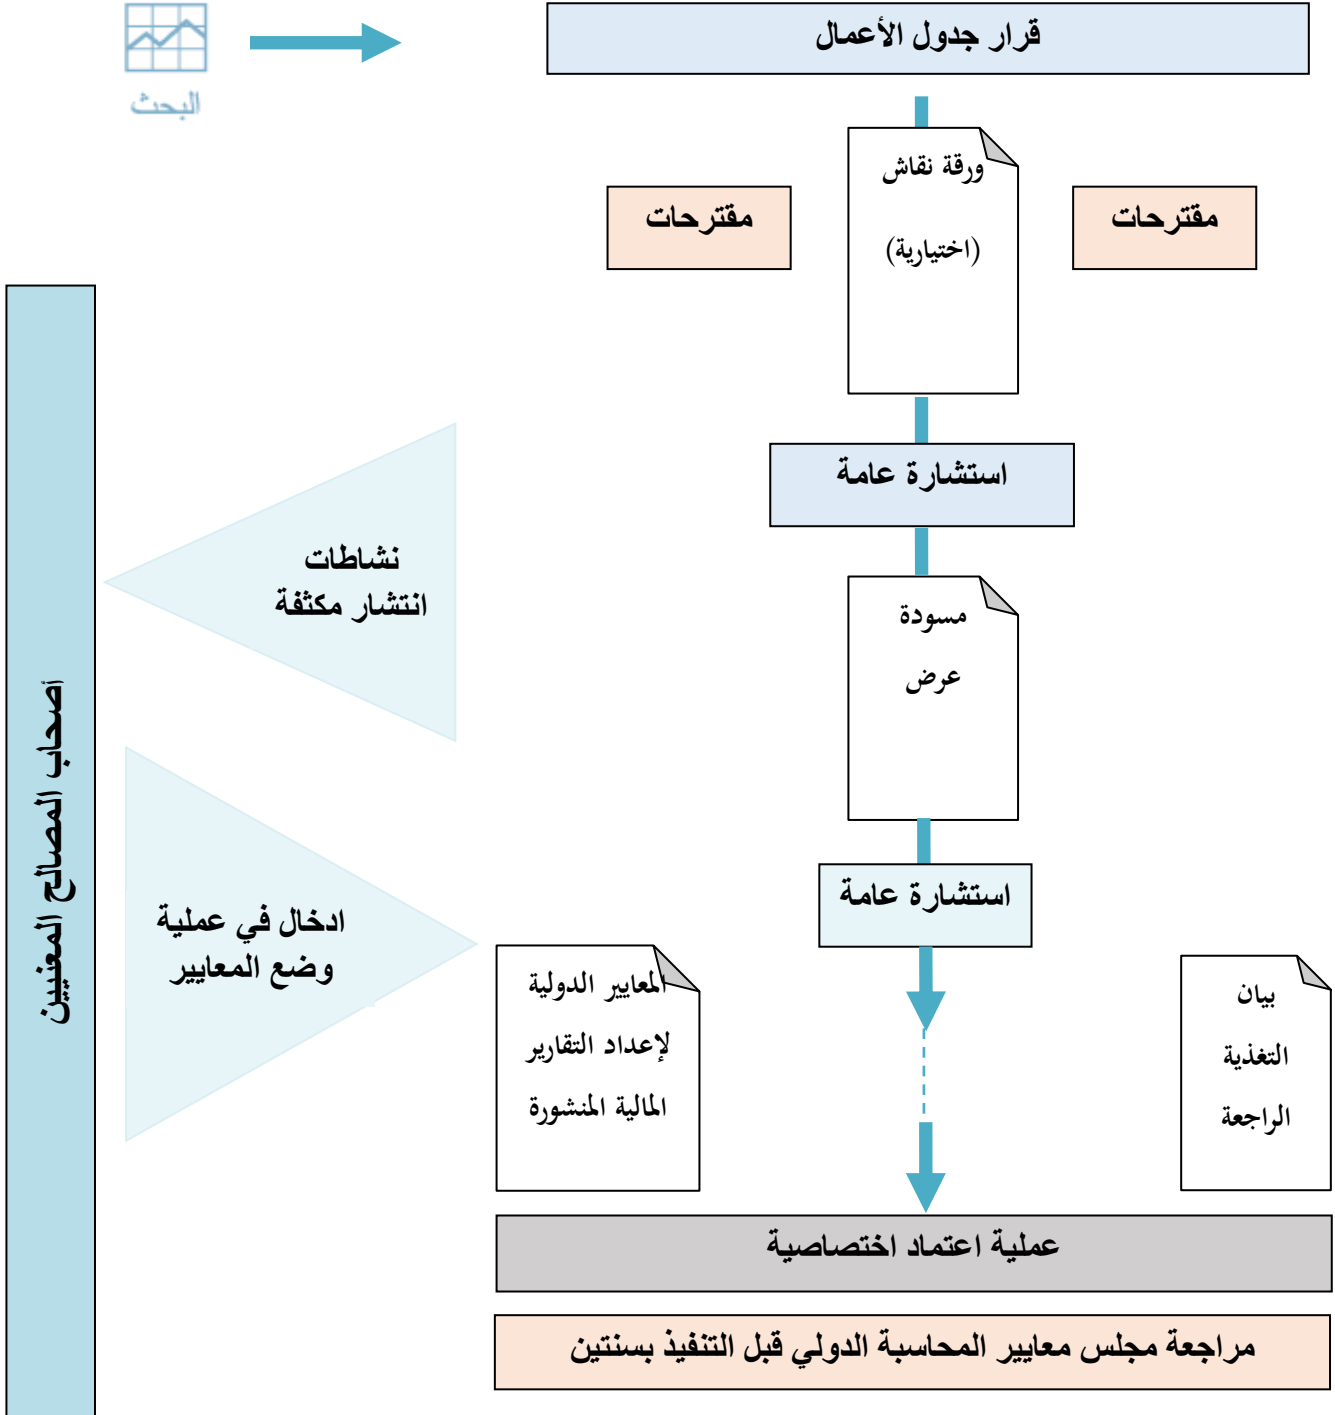 قرار جدول الأعمال
البحث
ورقة نقاش
(اختيارية)
مقترحات
مقترحات
استشارة عامة
نشاطات
انتشار مكثفة
مسودة
عرض
أصحاب المصالح المعنيين
استشارة عامة
ادخال في عملية
وضع المعايير
بيان
التغذية
الراجعة
المعايير الدولية
لإعداد التقارير
المالية المنشورة
عملية اعتماد اختصاصية
مراجعة مجلس معايير المحاسبة الدولي قبل التنفيذ بسنتين